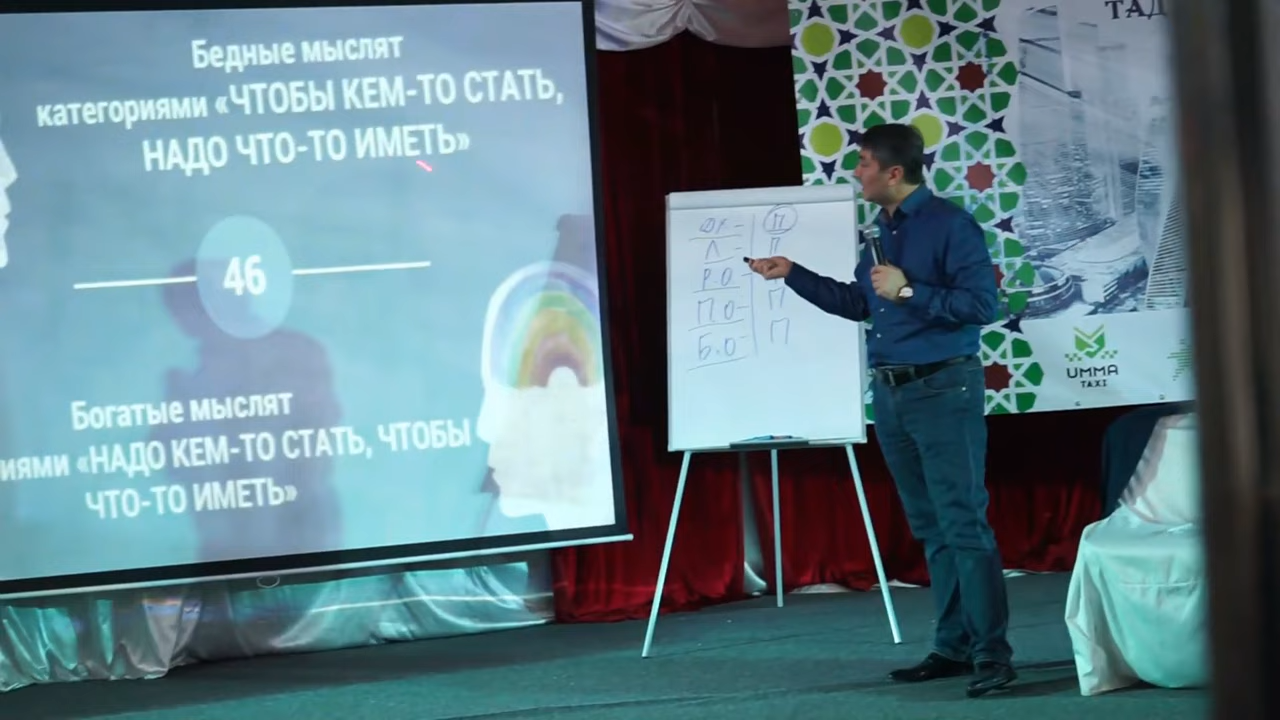 Бедные мыслят
категориями «ЧТОБЫ КЕМ-ТО СТАТЬ,
НАДО ЧТО-ТО ИМЕТЬ»
46
Богатые мыслят
иями «НАДО КЕМ-ТО СТАТЬ, ЧТОБЫ
ЧТО-ТО ИМЕТЬ»
П
Л - П
Р.О - П
П.О - П
Б.О - П
ТАД
UMMA
TAXI